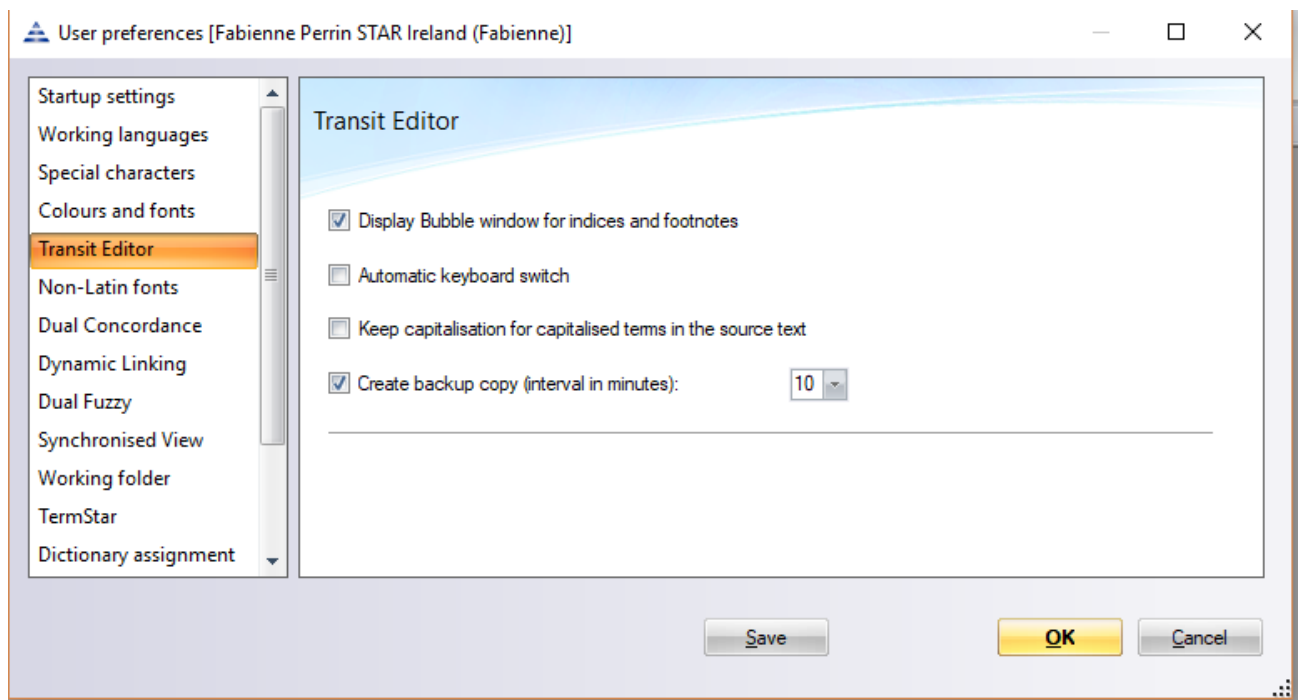 User preferences [Fabienne Perrin STAR Ireland (Fabienne)]
Startup settings
Working languages
Special characters
Colours and fonts
Transit Editor
Non-Latin fonts
Dual Concordance
Dynamic Linking
Dual Fuzzy
Synchronised View
Working folder
TermStar
Dictionary assignment
Transit Editor
Display Bubble window for indices and footnotes
Automatic keyboard switch
Keep capitalisation for capitalised terms in the source text
Create backup copy (interval in minutes): 10
Save OK Cancel